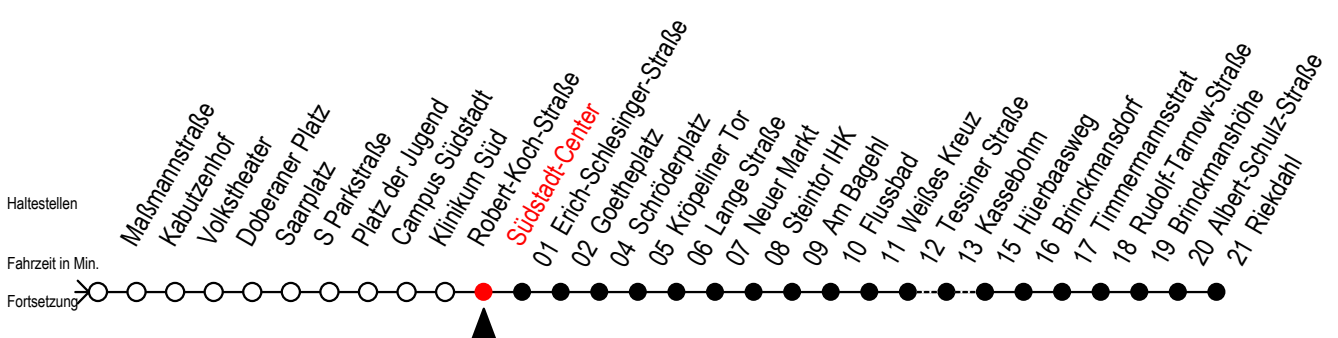 Haltestellen
Maßmannstraße
Kabutzenhof
Volkstheater
Doberaner Platz
Saarplatz
S Parkstraße
Platz der Jugend
Campus Südstadt
Klinikum Süd
Robert-Koch-Straße
Südstadt-Center
01 Erich-Schlesinger-Straße
02 Goetheplatz
04 Schröderplatz
05 Kröpeliner Tor
06 Lange Straße
07 Neuer Markt
08 Steintor IHK
09 Am Bagehl
10 Flussbad
11 Weißes Kreuz
12 Tessiner Straße
13 Kassebohm
15 Hüerbaasweg
16 Brinckmansdorf
17 Timmermannsstrat
18 Rudolf-Tarnow-Straße
19 Brinckmanshöhe
20 Albert-Schulz-Straße
21 Riekdahl
Fahrzeit in Min.
Fortsetzung